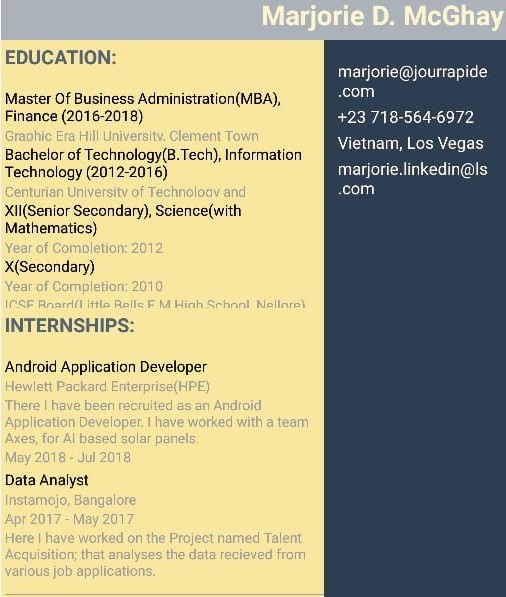 Marjorie D. McGhay
EDUCATION:
Master Of Business Administration(MBA),
Finance (2016-2018)
Graphic Era Hill University, Clement Town
Bachelor of Technology(B.Tech), Information
Technology (2012-2016)
Centurian University of Technology and
XII(Senior Secondary), Science(with
Mathematics)
Year of Completion: 2012
X(Secondary)
Year of Completion: 2010
ICSE Board(Little Bells E M High School, Nellore)
INTERNSHIPS:
Android Application Developer
Hewlett Packard Enterprise(HPE)
There I have been recruited as an Android
Application Developer. I have worked with a team
Axes, for AI based solar panels.
May 2018 - Jul 2018
Data Analyst
Instamojo, Bangalore
Apr 2017 - May 2017
Here I have worked on the Project named Talent
Acquisition; that analyses the data recieved from
various job applications.
marjorie@jourrapide
.com
+23 718-564-6972
Vietnam, Los Vegas
marjorie.linkedin@ls
.com